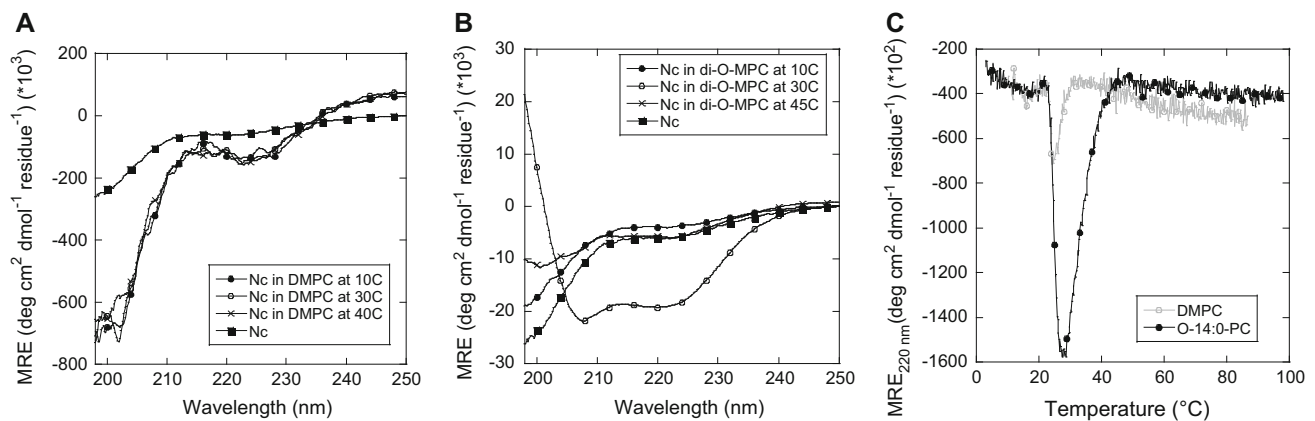 A
MRE (deg cm² dmol⁻¹ residue⁻¹) (*10³)
200
100
0
-200
-400
-600
-800
200 210 220 230 240 250
Wavelength (nm)
Nc in DMPC at 10C
Nc in DMPC at 30C
Nc in DMPC at 40C
Nc
B
MRE (deg cm² dmol⁻¹ residue⁻¹) (*10³)
30
20
10
0
-10
-20
-30
200 210 220 230 240 250
Wavelength (nm)
Nc in di-O-MPC at 10C
Nc in di-O-MPC at 30C
Nc in di-O-MPC at 45C
Nc
C
MRE₂₂₀ ₙₘ(deg cm² dmol⁻¹ residue⁻¹) (*10²)
-200
-400
-600
-800
-1000
-1200
-1400
-1600
0 20 40 60 80 100
Temperature (°C)
DMPC
O-14:0-PC